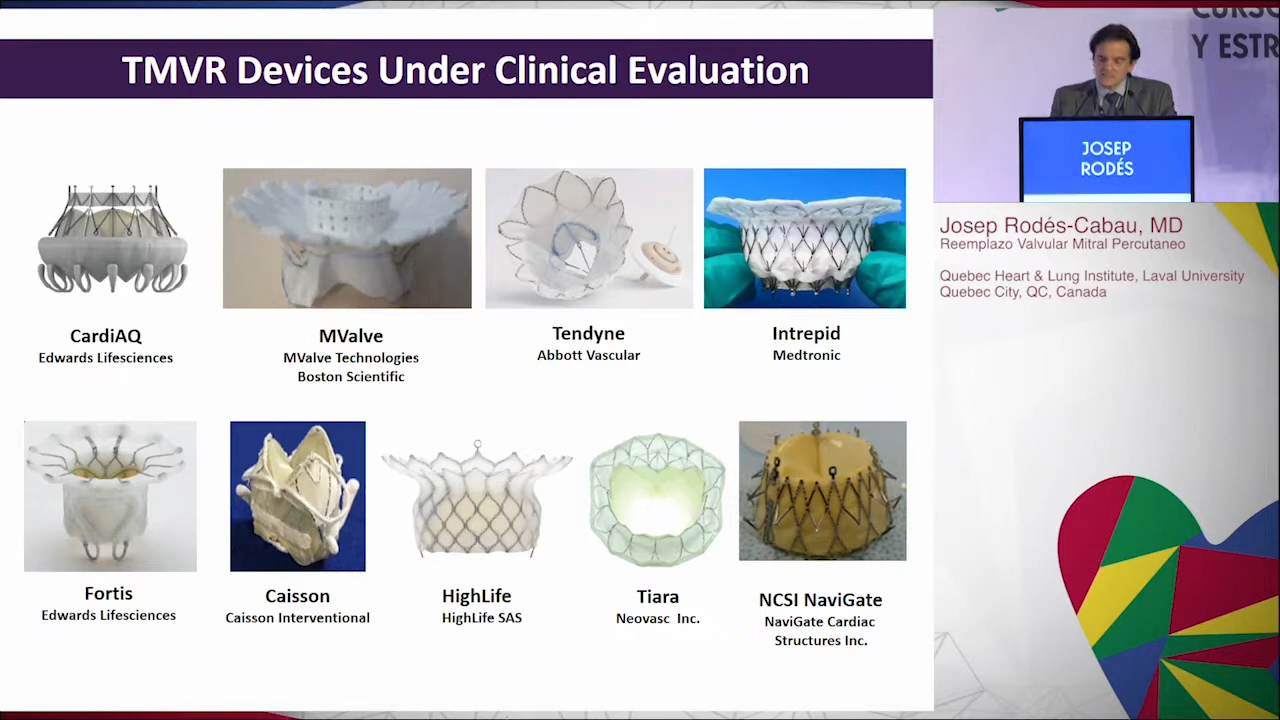 TMVR Devices Under Clinical Evaluation
CardiAQ
Edwards Lifesciences
MValve
MValve Technologies
Boston Scientific
Tendyne
Abbott Vascular
Intrepid
Medtronic
Fortis
Edwards Lifesciences
Caisson
Caisson Interventional
HighLife
HighLife SAS
Tiara
Neovasc Inc.
NCSI NaviGate
NaviGate Cardiac
Structures Inc.
CURSO
Y ESTR
JOSEP
RODÉS
Josep Rodés-Cabau, MD
Reemplazo Valvular Mitral Percutaneo
Quebec Heart & Lung Institute, Laval University
Quebec City, QC, Canada